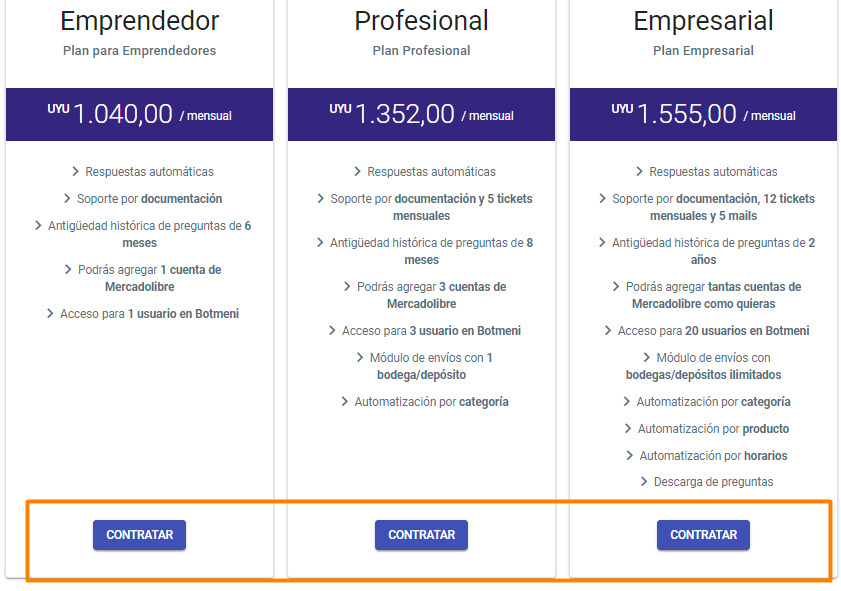 Emprendedor
Plan para Emprendedores
UYU 1.040,00 / mensual
Respuestas automáticas
Soporte por documentación
Antigüedad histórica de preguntas de 6
meses
Podrás agregar 1 cuenta de
Mercadolibre
Acceso para 1 usuario en Botmeni
CONTRATAR
Profesional
Plan Profesional
UYU 1.352,00 / mensual
Respuestas automáticas
Soporte por documentación y 5 tickets
mensuales
Antigüedad histórica de preguntas de 8
meses
Podrás agregar 3 cuentas de
Mercadolibre
Acceso para 3 usuario en Botmeni
Módulo de envíos con 1
bodega/depósito
Automatización por categoría
CONTRATAR
Empresarial
Plan Empresarial
UYU 1.555,00 / mensual
Respuestas automáticas
Soporte por documentación, 12 tickets
mensuales y 5 mails
Antigüedad histórica de preguntas de 2
años
Podrás agregar tantas cuentas de
Mercadolibre como quieras
Acceso para 20 usuarios en Botmeni
Módulo de envíos con
bodegas/depósitos ilimitados
Automatización por categoría
Automatización por producto
Automatización por horarios
Descarga de preguntas
CONTRATAR